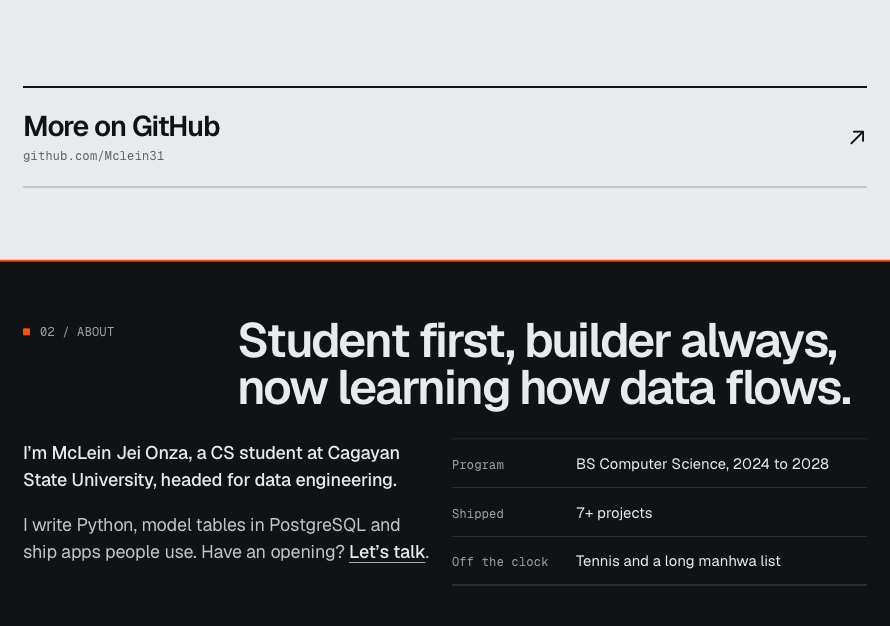 More on GitHub
github.com/Mclein31
02 / ABOUT
Student first, builder always,
now learning how data flows.
I’m McLein Jei Onza, a CS student at Cagayan
State University, headed for data engineering.
I write Python, model tables in PostgreSQL and
ship apps people use. Have an opening? Let’s talk.
Program BS Computer Science, 2024 to 2028
Shipped 7+ projects
Off the clock Tennis and a long manhwa list